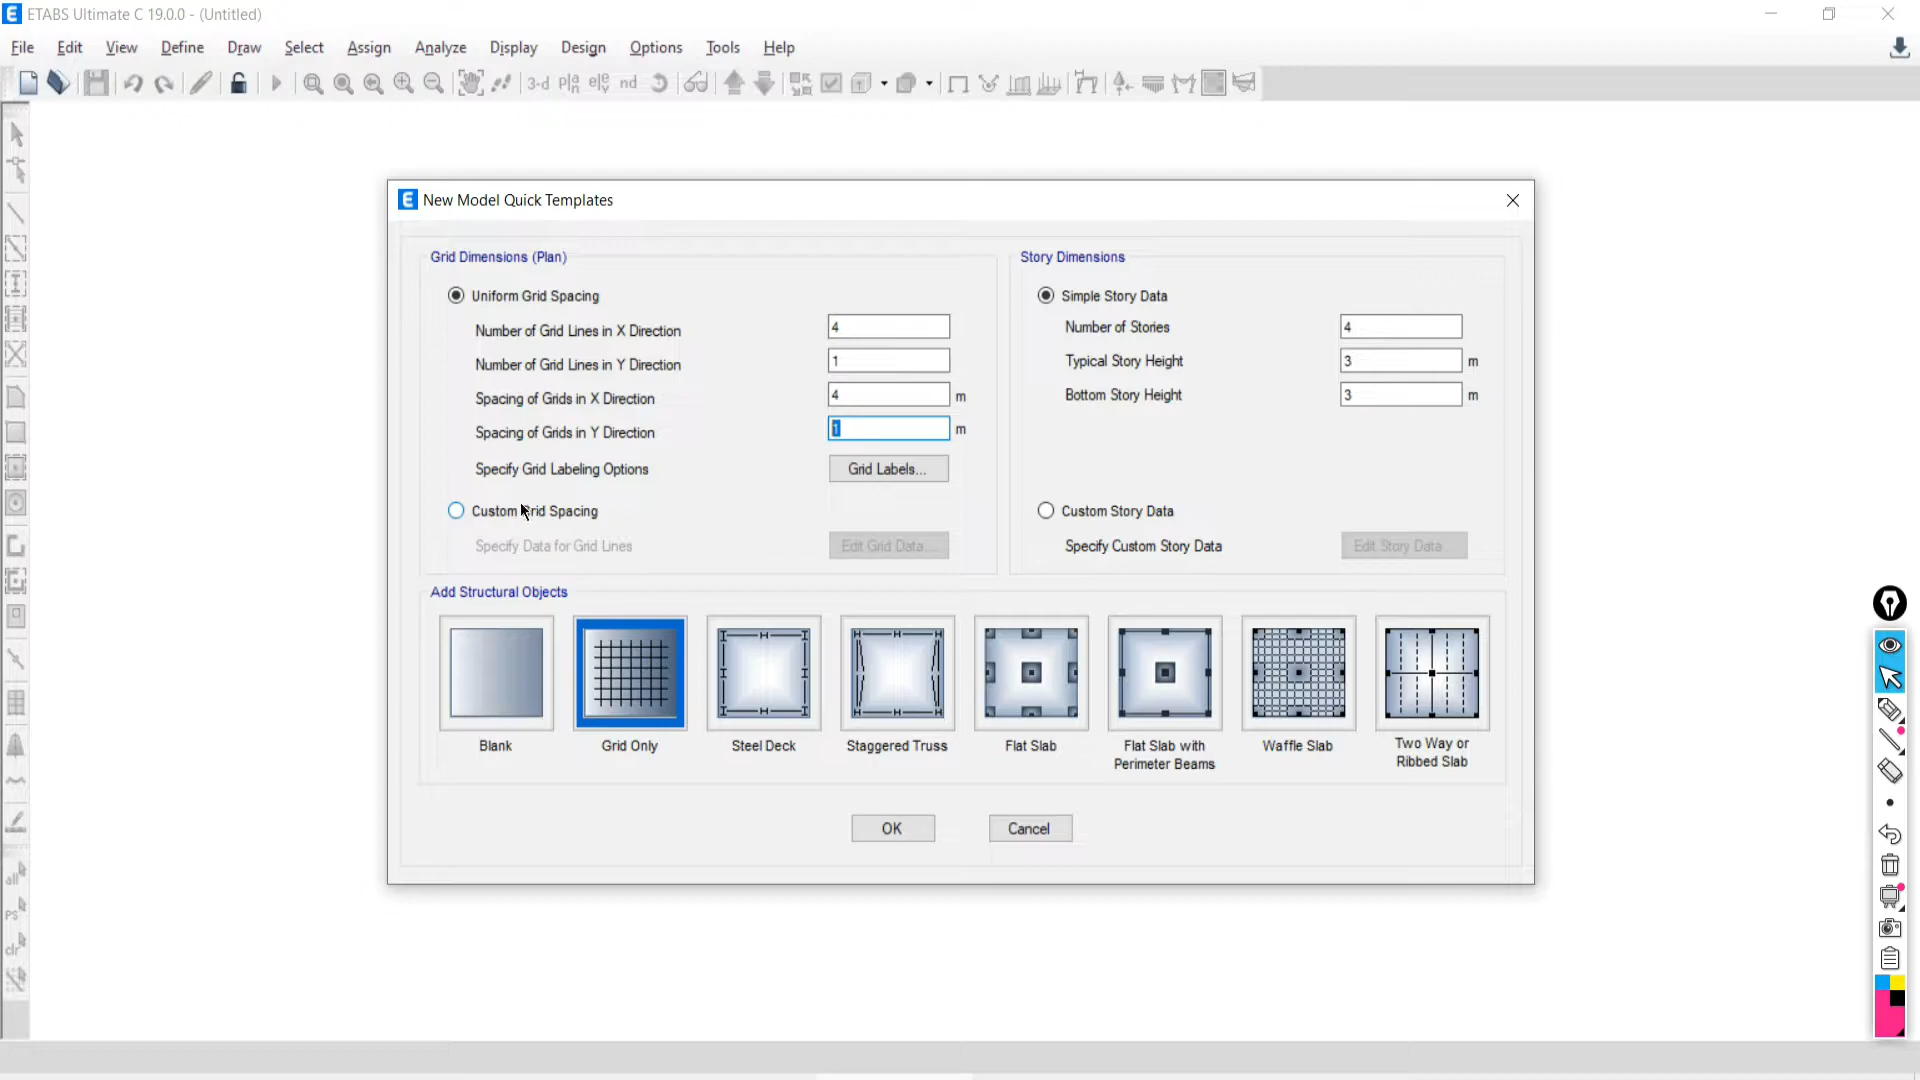 ETABS Ultimate C 19.0.0 - (Untitled)
File Edit View Define Draw Select Assign Analyze Display Design Options Tools Help
3-d nd
New Model Quick Templates
Grid Dimensions (Plan)
Uniform Grid Spacing
Number of Grid Lines in X Direction 4
Number of Grid Lines in Y Direction 1
Spacing of Grids in X Direction 4 m
Spacing of Grids in Y Direction 1 m
Specify Grid Labeling Options Grid Labels...
Custom Grid Spacing
Specify Data for Grid Lines Edit Grid Data...
Story Dimensions
Simple Story Data
Number of Stories 4
Typical Story Height 3 m
Bottom Story Height 3 m
Custom Story Data
Specify Custom Story Data Edit Story Data...
Add Structural Objects
Blank
Grid Only
Steel Deck
Staggered Truss
Flat Slab
Flat Slab with
Perimeter Beams
Waffle Slab
Two Way or
Ribbed Slab
OK Cancel
all
ps
clr